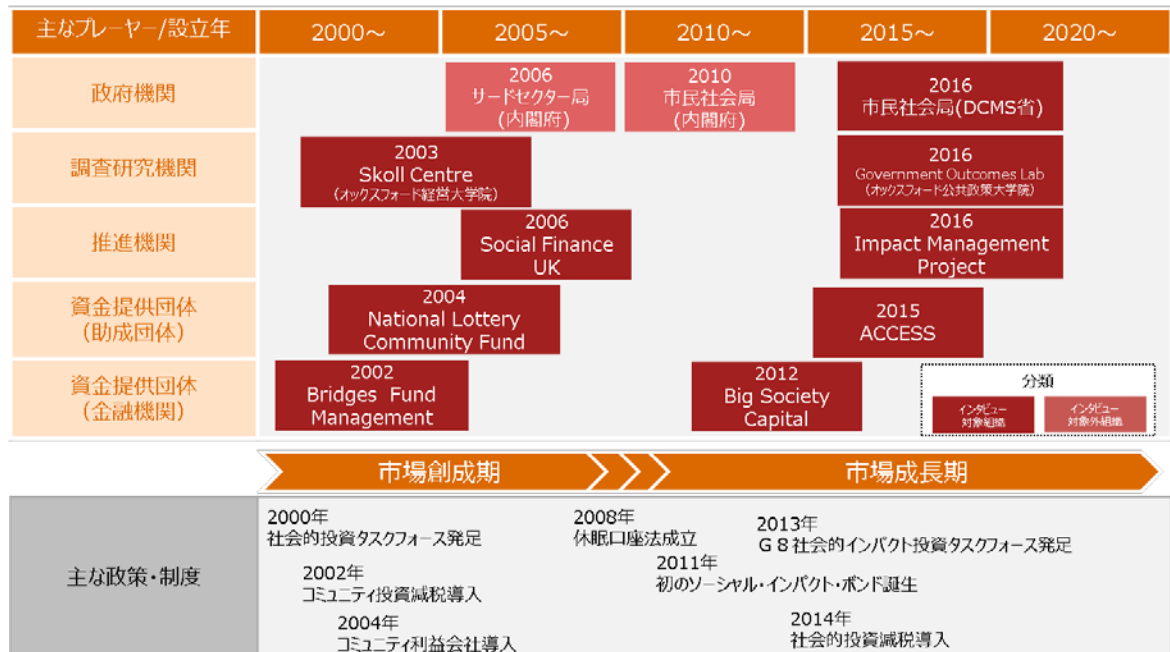 主なプレーヤー/設立年
2000～
2005～
2010～
2015～
2020～
政府機関
2006
サードセクター局
(内閣府)
2010
市民社会局
(内閣府)
2016
市民社会局(DCMS省)
調査研究機関
2003
Skoll Centre
(オックスフォード経営大学院)
2016
Government Outcomes Lab
(オックスフォード公共政策大学院)
推進機関
2006
Social Finance
UK
2016
Impact Management
Project
資金提供団体
（助成団体）
2004
National Lottery
Community Fund
2015
ACCESS
資金提供団体
（金融機関）
2002
Bridges Fund
Management
2012
Big Society
Capital
分類
インタビュー
対象組織
インタビュー
対象外組織
市場創成期
市場成長期
主な政策・制度
2000年
社会的投資タスクフォース発足
2002年
コミュニティ投資減税導入
2004年
コミュニティ利益会社導入
2008年
休眠口座法成立
2011年
初のソーシャル・インパクト・ボンド誕生
2013年
Ｇ８社会的インパクト投資タスクフォース発足
2014年
社会的投資減税導入